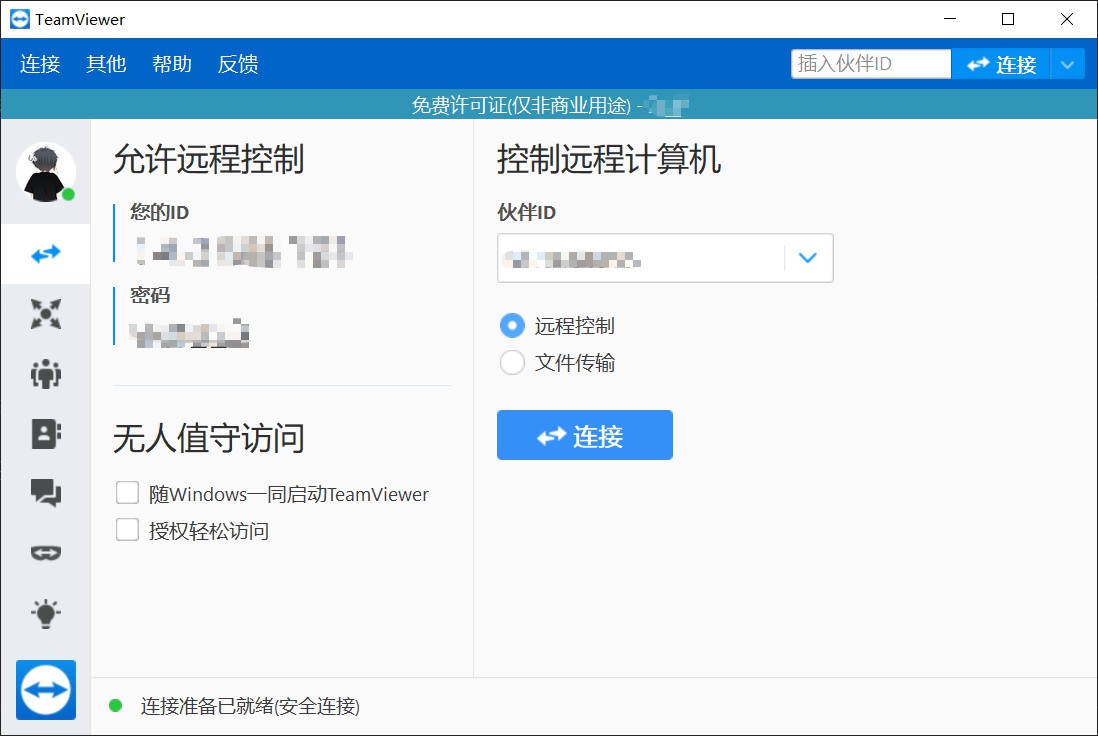 TeamViewer
连接 其他 帮助 反馈 插入伙伴ID 连接
免费许可证(仅非商业用途) -
允许远程控制
您的ID
密码
无人值守访问
随Windows一同启动TeamViewer
授权轻松访问
控制远程计算机
伙伴ID
远程控制
文件传输
连接
连接准备已就绪(安全连接)